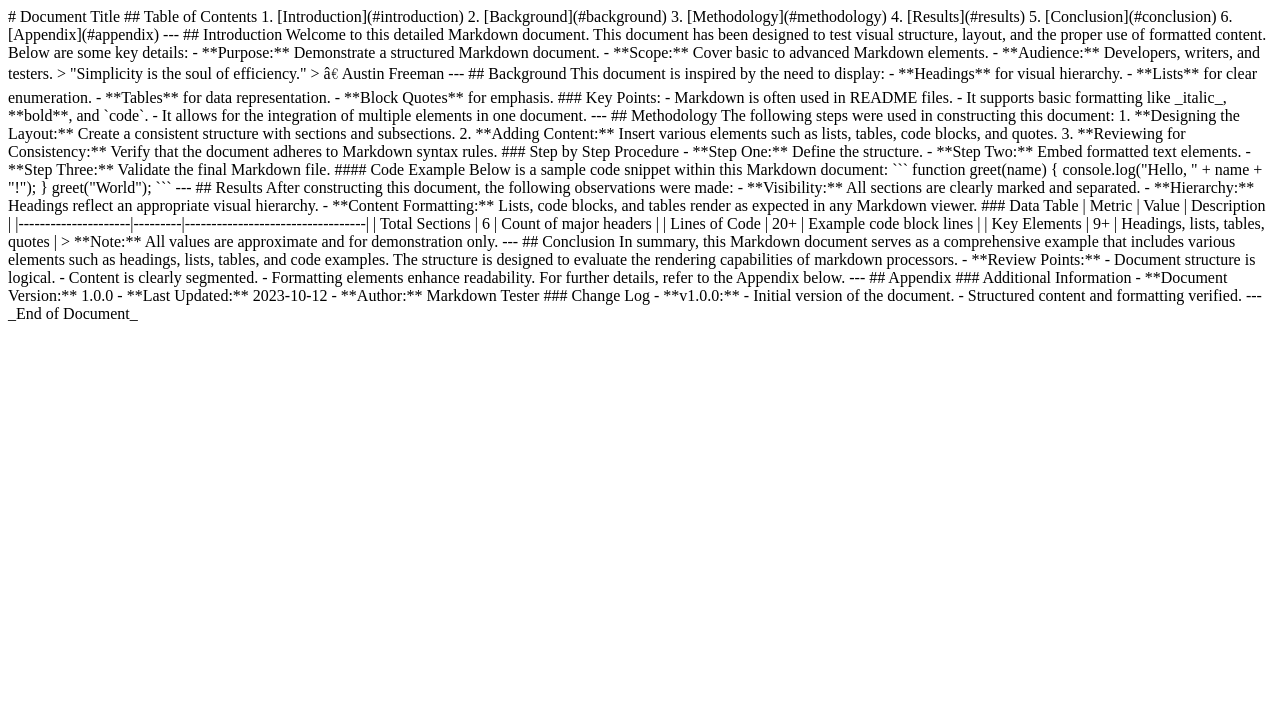 # Document Title ## Table of Contents 1. [Introduction](#introduction) 2. [Background](#background) 3. [Methodology](#methodology) 4. [Results](#results) 5. [Conclusion](#conclusion) 6.
[Appendix](#appendix) --- ## Introduction Welcome to this detailed Markdown document. This document has been designed to test visual structure, layout, and the proper use of formatted content.
Below are some key details: - **Purpose:** Demonstrate a structured Markdown document. - **Scope:** Cover basic to advanced Markdown elements. - **Audience:** Developers, writers, and
testers. > "Simplicity is the soul of efficiency." > â€ Austin Freeman --- ## Background This document is inspired by the need to display: - **Headings** for visual hierarchy. - **Lists** for clear
enumeration. - **Tables** for data representation. - **Block Quotes** for emphasis. ### Key Points: - Markdown is often used in README files. - It supports basic formatting like _italic_,
**bold**, and `code`. - It allows for the integration of multiple elements in one document. --- ## Methodology The following steps were used in constructing this document: 1. **Designing the
Layout:** Create a consistent structure with sections and subsections. 2. **Adding Content:** Insert various elements such as lists, tables, code blocks, and quotes. 3. **Reviewing for
Consistency:** Verify that the document adheres to Markdown syntax rules. ### Step by Step Procedure - **Step One:** Define the structure. - **Step Two:** Embed formatted text elements. -
**Step Three:** Validate the final Markdown file. #### Code Example Below is a sample code snippet within this Markdown document: ``` function greet(name) { console.log("Hello, " + name +
"!"); } greet("World"); ``` --- ## Results After constructing this document, the following observations were made: - **Visibility:** All sections are clearly marked and separated. - **Hierarchy:**
Headings reflect an appropriate visual hierarchy. - **Content Formatting:** Lists, code blocks, and tables render as expected in any Markdown viewer. ### Data Table | Metric | Value | Description
| |---------------------|---------|----------------------------------| | Total Sections | 6 | Count of major headers | | Lines of Code | 20+ | Example code block lines | | Key Elements | 9+ | Headings, lists, tables,
quotes | > **Note:** All values are approximate and for demonstration only. --- ## Conclusion In summary, this Markdown document serves as a comprehensive example that includes various
elements such as headings, lists, tables, and code examples. The structure is designed to evaluate the rendering capabilities of markdown processors. - **Review Points:** - Document structure is
logical. - Content is clearly segmented. - Formatting elements enhance readability. For further details, refer to the Appendix below. --- ## Appendix ### Additional Information - **Document
Version:** 1.0.0 - **Last Updated:** 2023-10-12 - **Author:** Markdown Tester ### Change Log - **v1.0.0:** - Initial version of the document. - Structured content and formatting verified. ---
_End of Document_